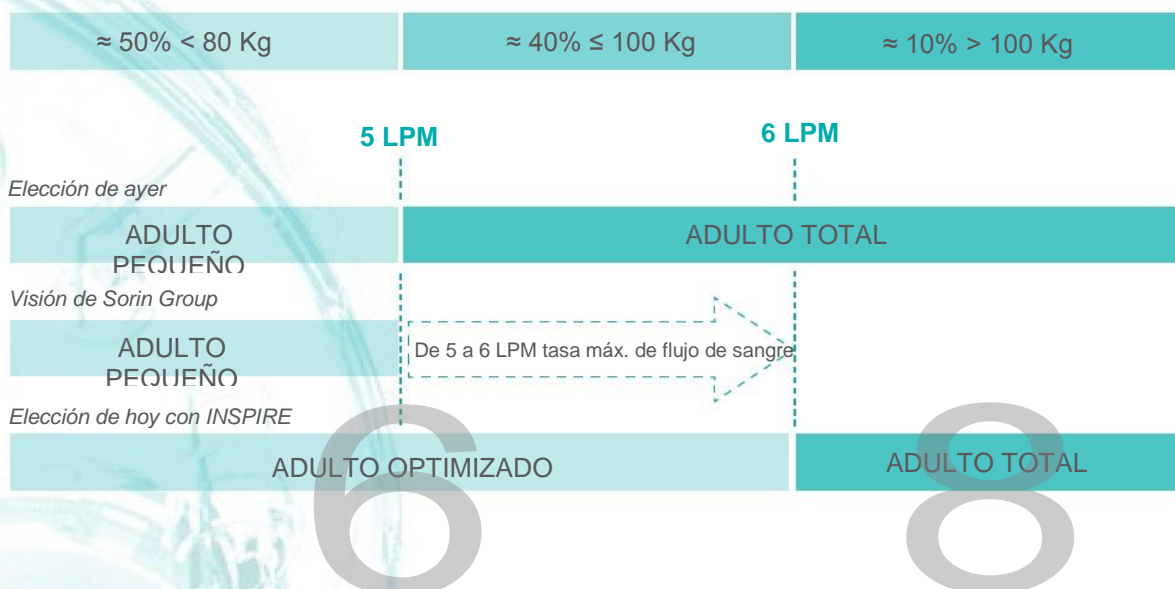 ≈ 50% < 80 Kg
≈ 40% ≤ 100 Kg
≈ 10% > 100 Kg
5 LPM
6 LPM
Elección de ayer
ADULTO
PEQUEÑO
ADULTO TOTAL
Visión de Sorin Group
ADULTO
PEQUEÑO
De 5 a 6 LPM tasa máx. de flujo de sangre
Elección de hoy con INSPIRE
ADULTO OPTIMIZADO
ADULTO TOTAL
6
8